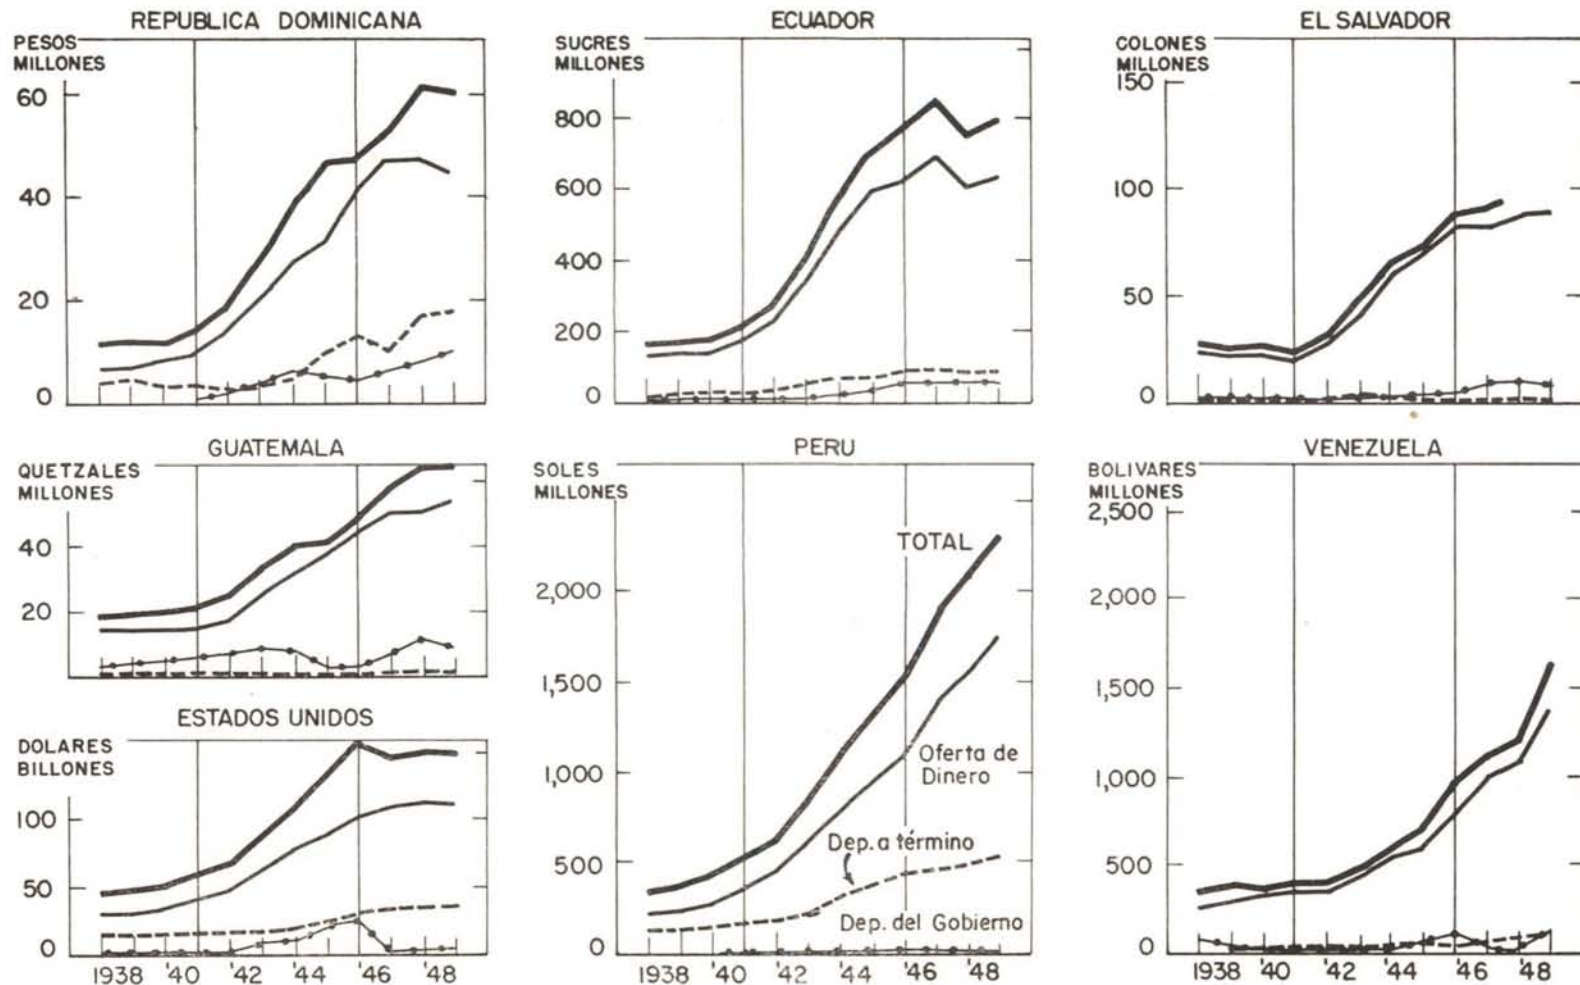 REPUBLICA DOMINICANA
PESOS
MILLONES
60
40
20
0
ECUADOR
SUCRES
MILLONES
800
600
400
200
0
EL SALVADOR
COLONES
MILLONES
150
100
50
0
GUATEMALA
QUETZALES
MILLONES
40
20
ESTADOS UNIDOS
DOLARES
BILLONES
100
50
0
1938 '40 '42 '44 '46 '48
PERU
SOLES
MILLONES
2,000
1,500
1,000
500
0
TOTAL
Oferta de
Dinero
Dep. a término
Dep. del Gobierno
1938 '40 '42 '44 '46 '48
VENEZUELA
BOLIVARES
MILLONES
2,500
2,000
1,500
1,000
500
0
1938 '40 '42 '44 '46 '48